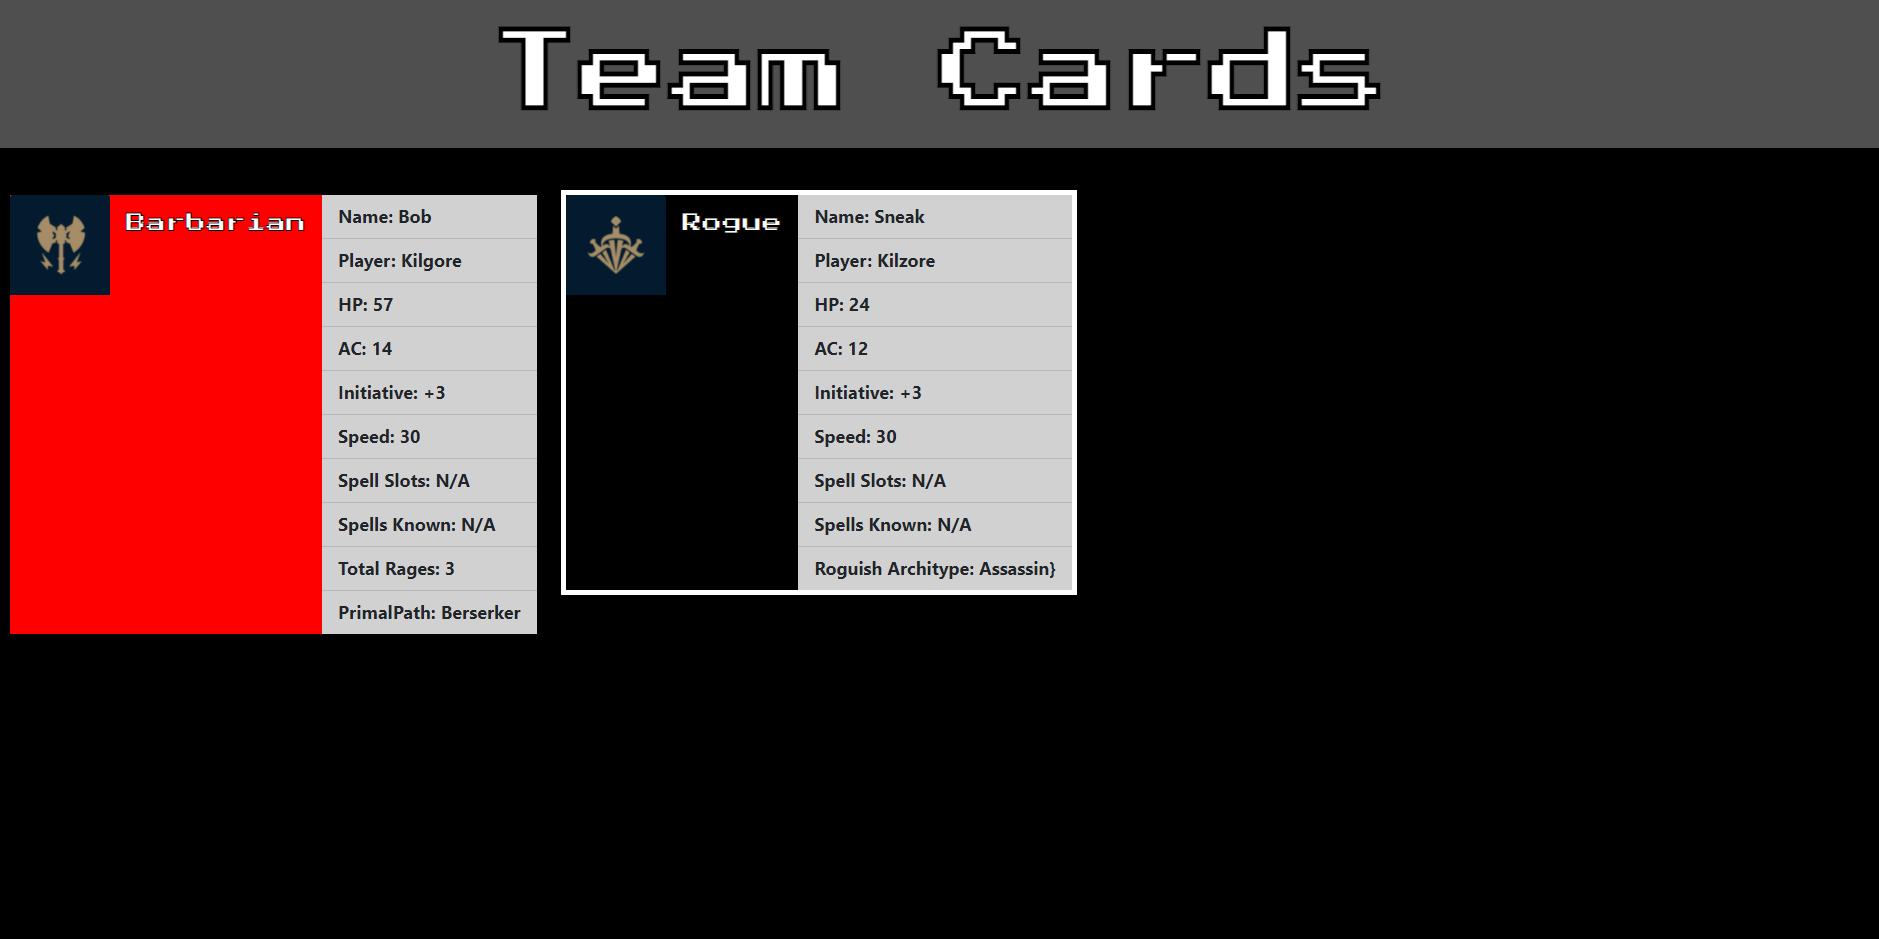 Team Cards
Barbarian
Name: Bob
Player: Kilgore
HP: 57
AC: 14
Initiative: +3
Speed: 30
Spell Slots: N/A
Spells Known: N/A
Total Rages: 3
PrimalPath: Berserker
Rogue
Name: Sneak
Player: Kilzore
HP: 24
AC: 12
Initiative: +3
Speed: 30
Spell Slots: N/A
Spells Known: N/A
Roguish Architype: Assassin}